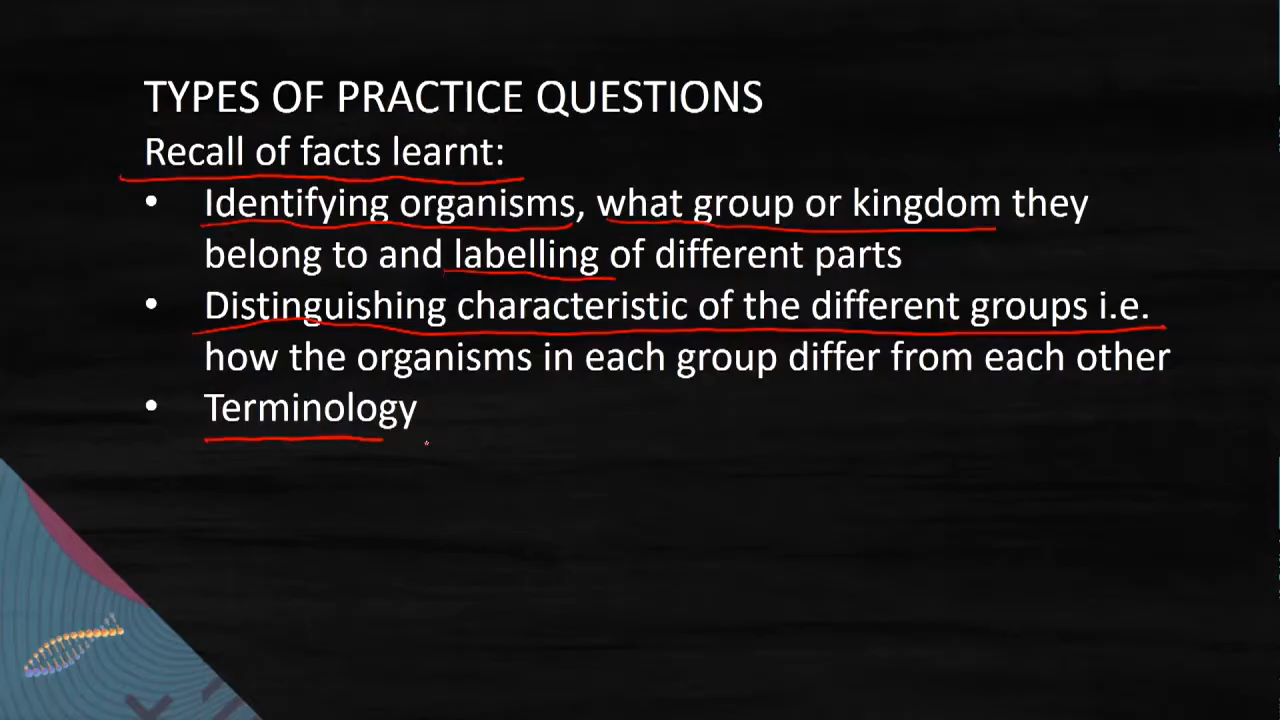 TYPES OF PRACTICE QUESTIONS
Recall of facts learnt:
• Identifying organisms, what group or kingdom they
belong to and labelling of different parts
• Distinguishing characteristic of the different groups i.e.
how the organisms in each group differ from each other
• Terminology